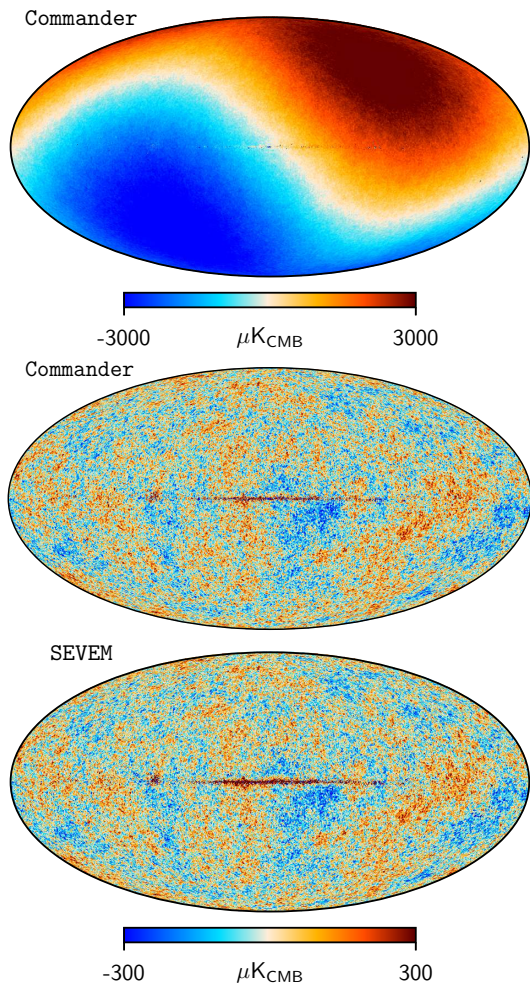 Commander
-3000 μK_CMB 3000
Commander
SEVEM
-300 μK_CMB 300